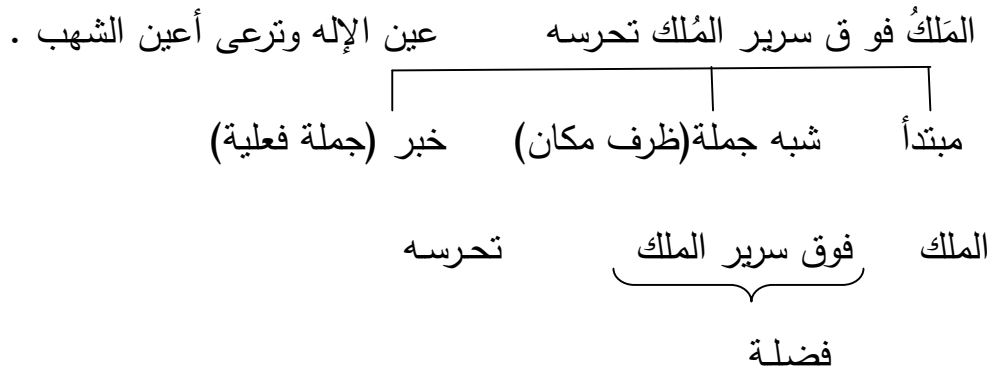 المَلكُ فو ق سرير المُلك تحرسه عين الإله وترعى أعين الشهب .
مبتدأ شبه جملة(ظرف مكان) خبر (جملة فعلية)
الملك فوق سرير الملك تحرسه
فضلة